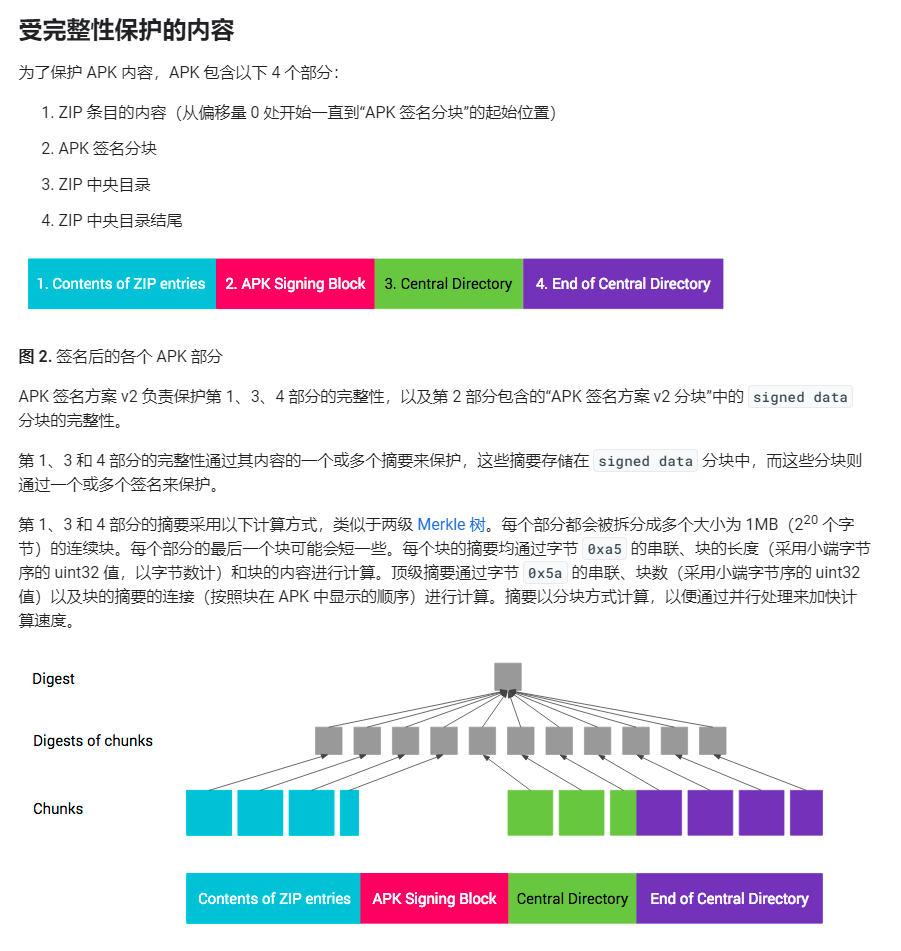 受完整性保护的内容
为了保护 APK 内容，APK 包含以下 4 个部分：
1. ZIP 条目的内容（从偏移量 0 处开始一直到“APK 签名分块”的起始位置）
2. APK 签名分块
3. ZIP 中央目录
4. ZIP 中央目录结尾
1. Contents of ZIP entries 2. APK Signing Block 3. Central Directory 4. End of Central Directory
图 2. 签名后的各个 APK 部分
APK 签名方案 v2 负责保护第 1、3、4 部分的完整性，以及第 2 部分包含的“APK 签名方案 v2 分块”中的 signed data
分块的完整性。
第 1、3 和 4 部分的完整性通过其内容的一个或多个摘要来保护，这些摘要存储在 signed data 分块中，而这些分块则
通过一个或多个签名来保护。
第 1、3 和 4 部分的摘要采用以下计算方式，类似于两级 Merkle 树。每个部分都会被拆分成多个大小为 1MB（2²⁰ 个字
节）的连续块。每个部分的最后一个块可能会短一些。每个块的摘要均通过字节 0xa5 的串联、块的长度（采用小端字节
序的 uint32 值，以字节数计）和块的内容进行计算。顶级摘要通过字节 0x5a 的串联、块数（采用小端字节序的 uint32
值）以及块的摘要的连接（按照块在 APK 中显示的顺序）进行计算。摘要以分块方式计算，以便通过并行处理来加快计
算速度。
Digest
Digests of chunks
Chunks
Contents of ZIP entries APK Signing Block Central Directory End of Central Directory